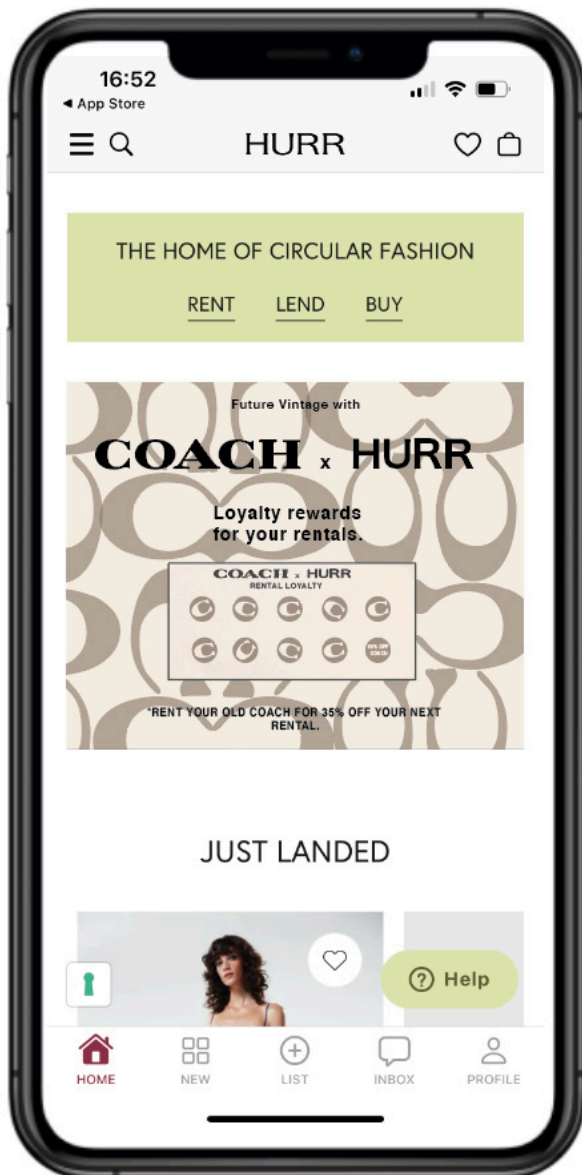 16:52
◀ App Store
HURR
THE HOME OF CIRCULAR FASHION
RENT LEND BUY
Future Vintage with
COACH x HURR
Loyalty rewards
for your rentals.
COACH x HURR
RENTAL LOYALTY
COACH
*RENT YOUR OLD COACH FOR 35% OFF YOUR NEXT
RENTAL.
JUST LANDED
Help
HOME NEW LIST INBOX PROFILE